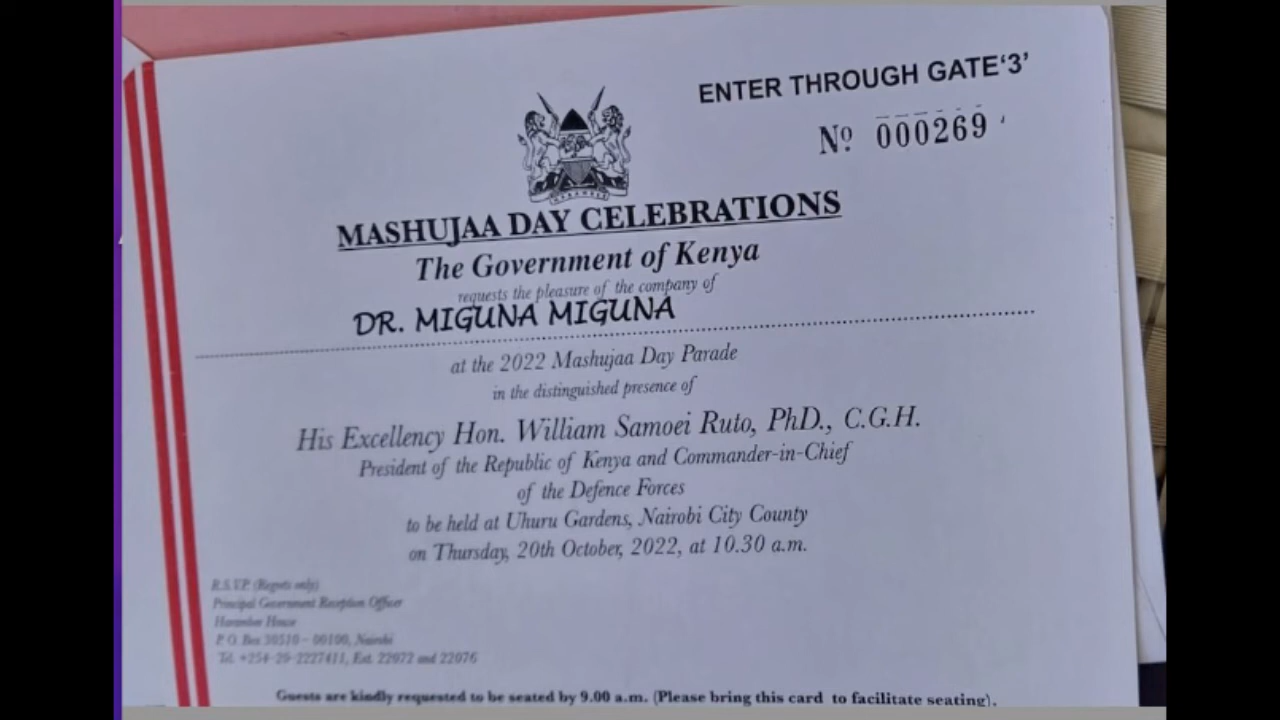 ENTER THROUGH GATE‘3’
Nº 000269
HARAMBEE
MASHUJAA DAY CELEBRATIONS
The Government of Kenya
requests the pleasure of the company of
DR. MIGUNA MIGUNA
at the 2022 Mashujaa Day Parade
in the distinguished presence of
His Excellency Hon. William Samoei Ruto, PhD., C.G.H.
President of the Republic of Kenya and Commander-in-Chief
of the Defence Forces
to be held at Uhuru Gardens, Nairobi City County
on Thursday, 20th October, 2022, at 10.30 a.m.
R.S.V.P. (Regrets only)
Principal Government Reception Officer
Harambee House
P. O. Box 30510 – 00100, Nairobi
Tel. +254-20-2227411, Ext. 22072 and 22076
Guests are kindly requested to be seated by 9.00 a.m. (Please bring this card to facilitate seating).